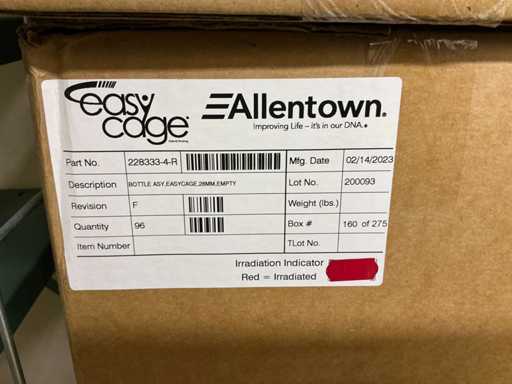 easy
cage
Allentown.
Improving Life – it's in our DNA.
Part No. 228333-4-R Mfg. Date 02/14/2023
Description BOTTLE ASY,EASYCAGE,28MM,EMPTY Lot No. 200093
Revision F Weight (lbs.)
Quantity 96 Box # 160 of 275
Item Number TLot No.
Irradiation Indicator
Red = Irradiated